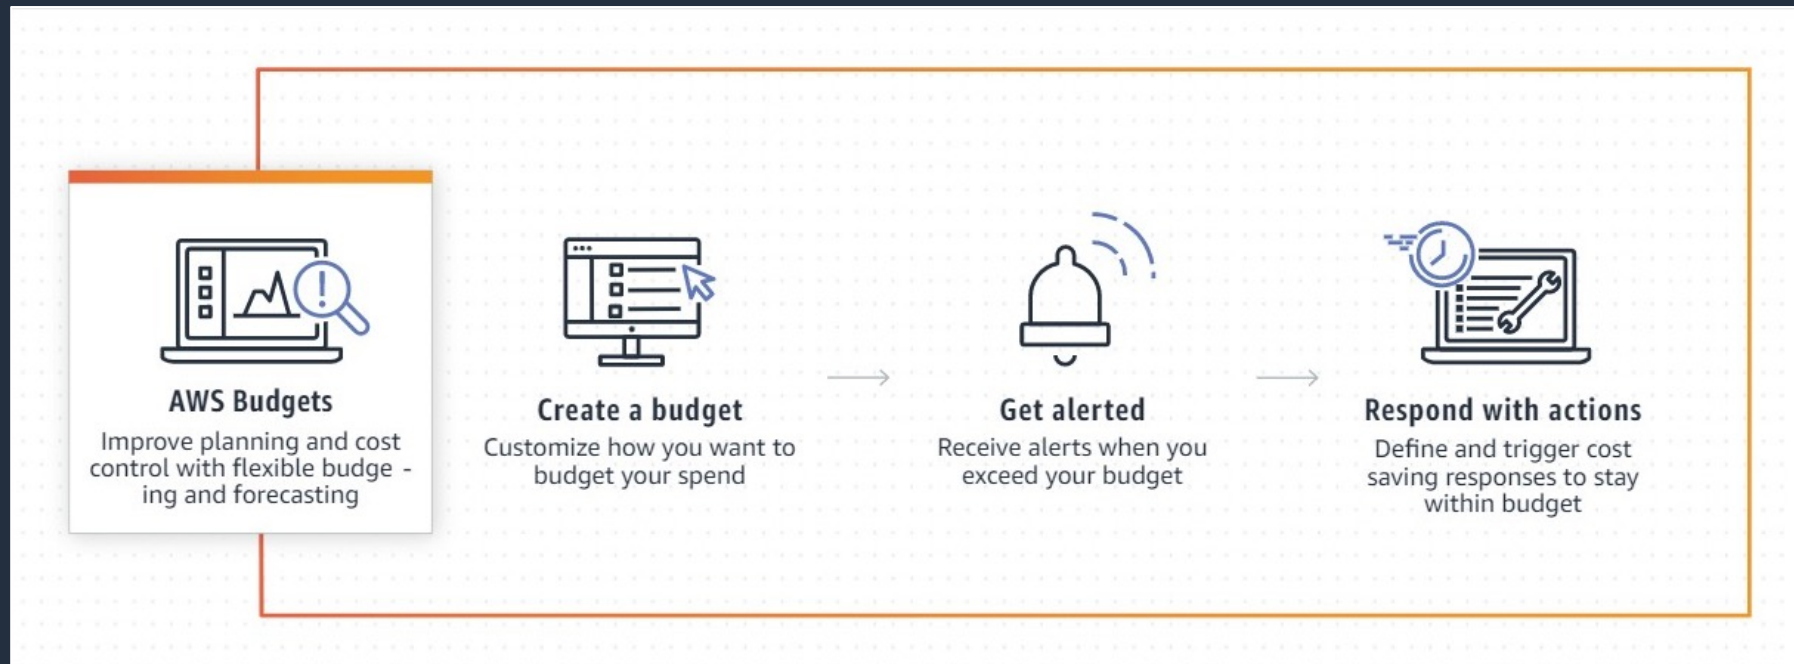 AWS Budgets
Improve planning and cost
control with flexible budge -
ing and forecasting
Create a budget
Customize how you want to
budget your spend
Get alerted
Receive alerts when you
exceed your budget
Respond with actions
Define and trigger cost
saving responses to stay
within budget